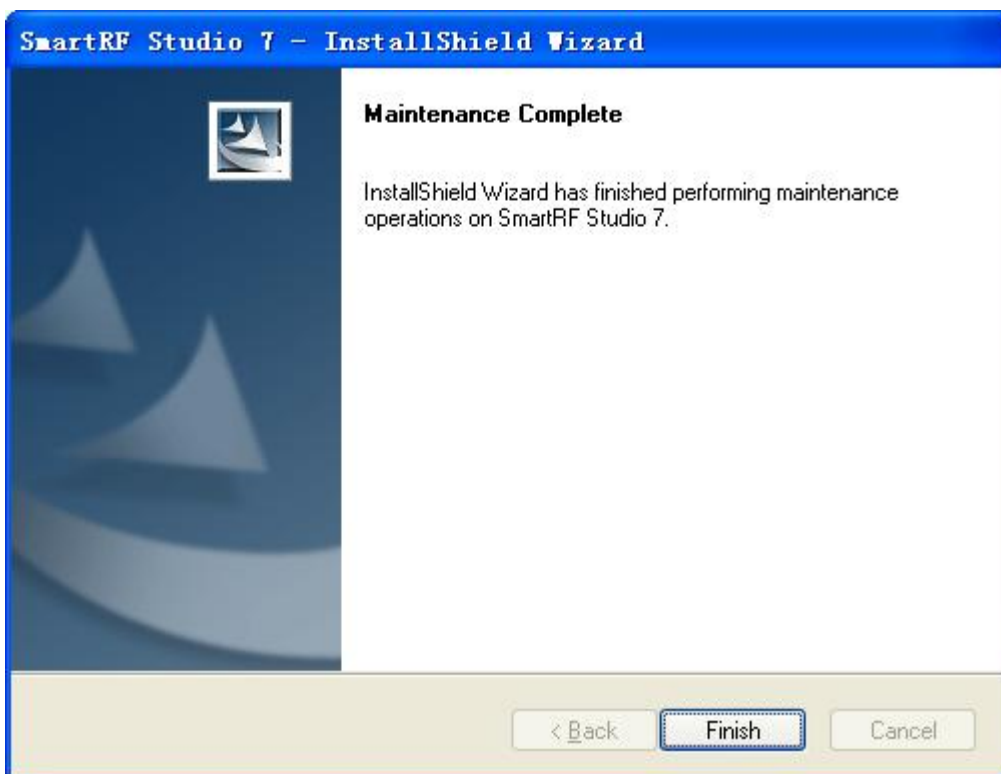 SmartRF Studio 7 - InstallShield Wizard
Maintenance Complete
InstallShield Wizard has finished performing maintenance
operations on SmartRF Studio 7.
< Back
Finish
Cancel